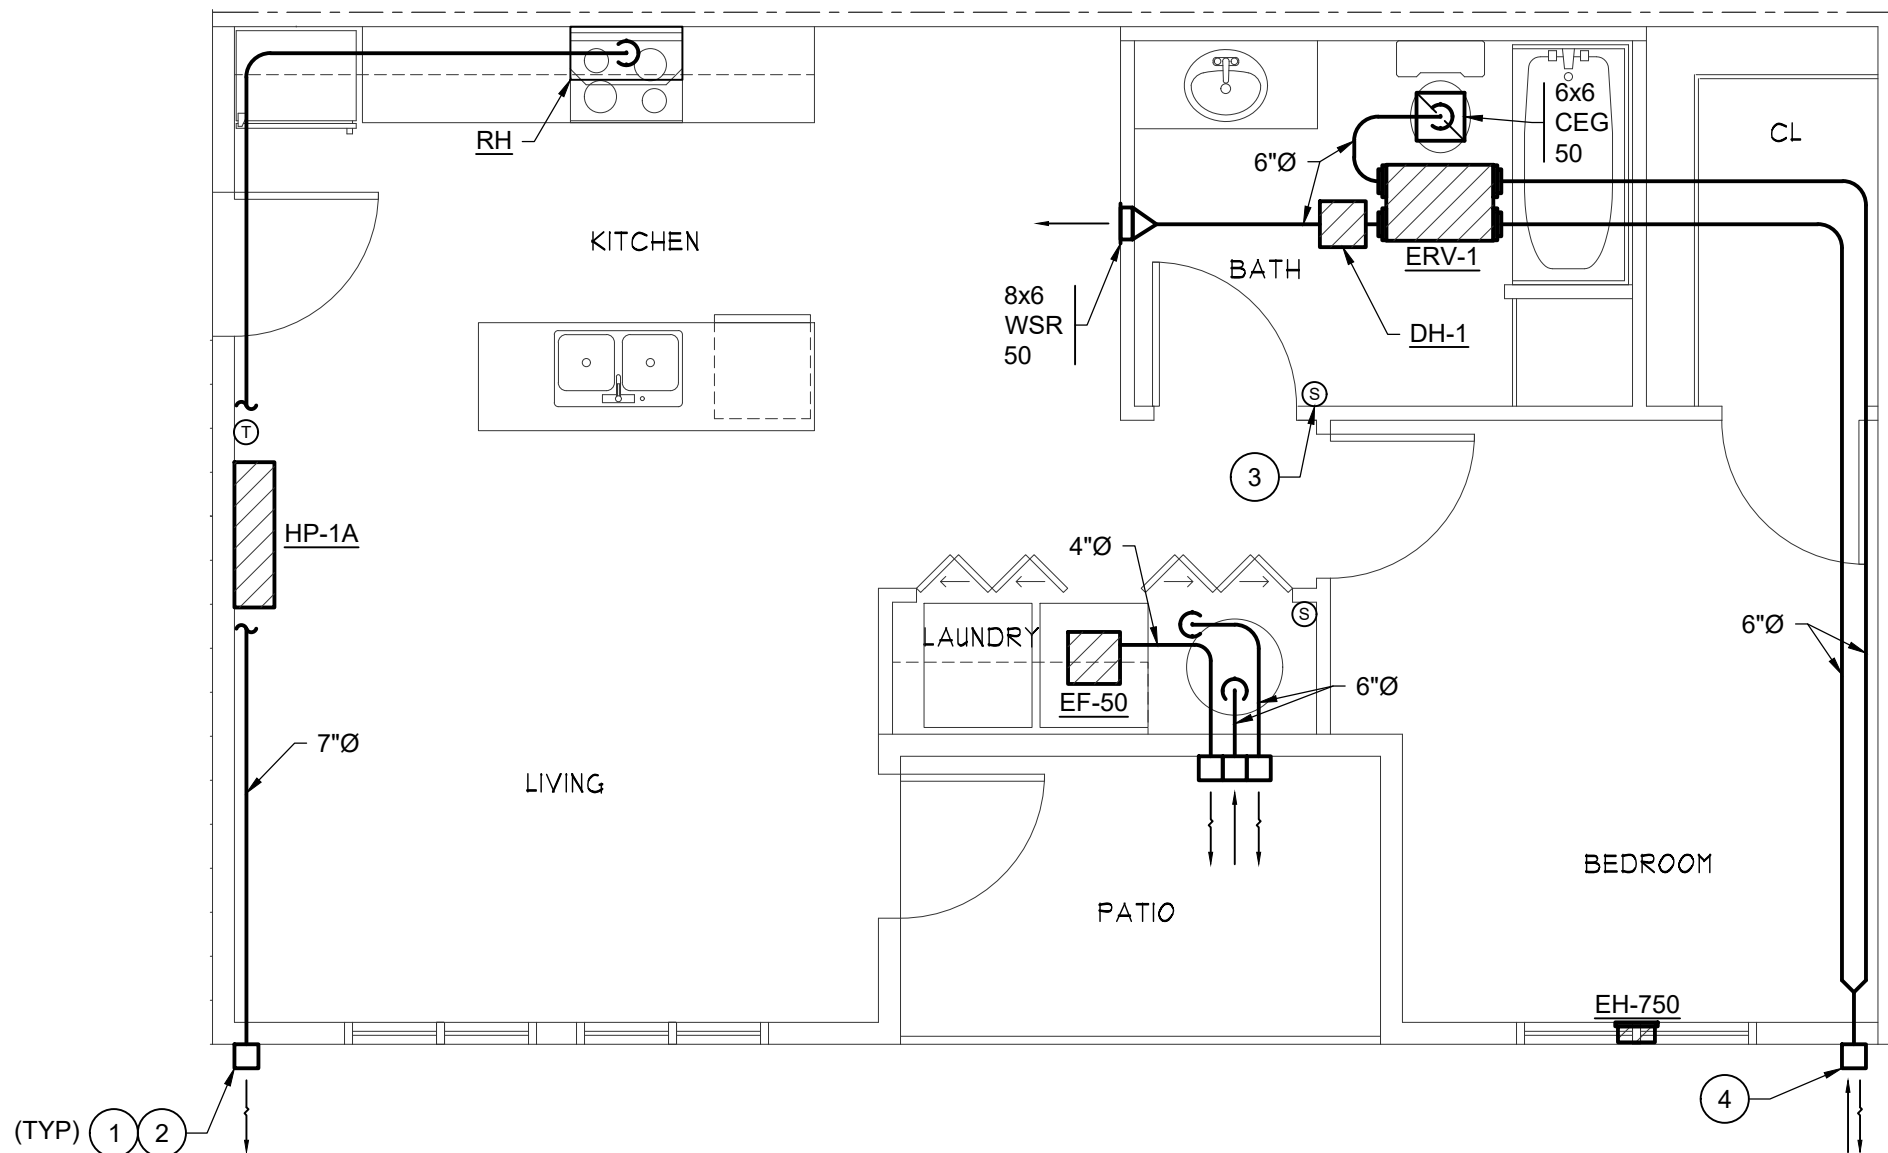 RH
6"Ø
6x6
CEG
50
CL
KITCHEN
BATH
ERV-1
8x6
WSR
50
DH-1
S
T
3
HP-1A
4"Ø
S
LAUNDRY
6"Ø
EF-50
6"Ø
7"Ø
LIVING
BEDROOM
PATIO
EH-750
4
(TYP) 1 2